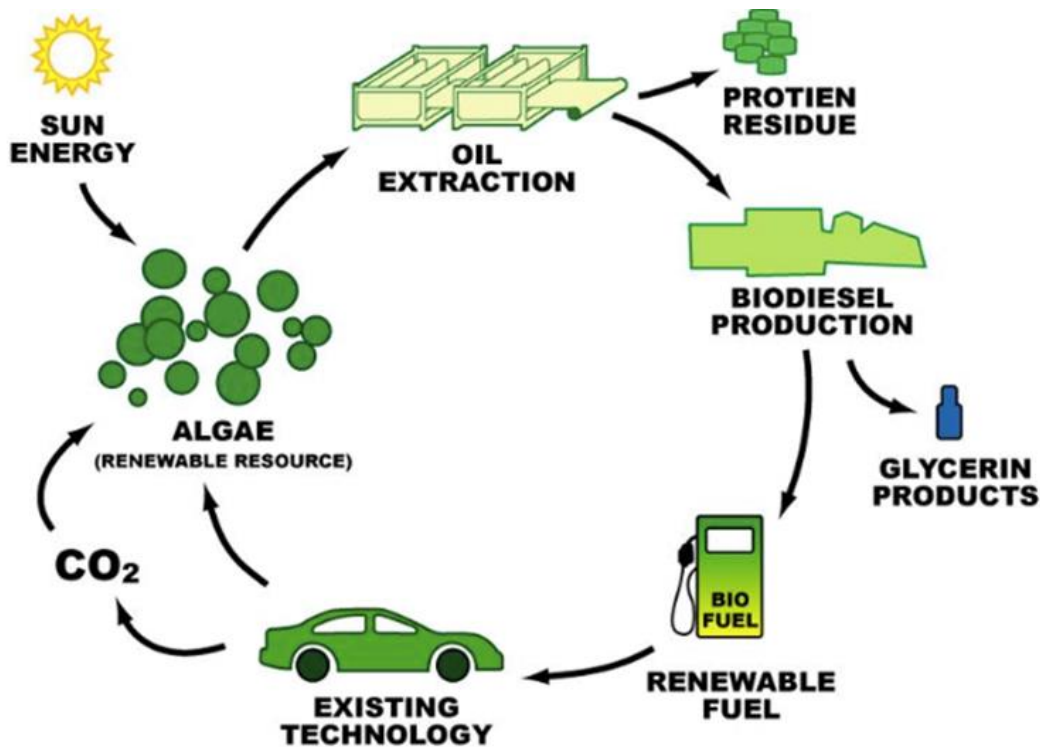 SUN
ENERGY
OIL
EXTRACTION
PROTIEN
RESIDUE
BIODIESEL
PRODUCTION
GLYCERIN
PRODUCTS
BIO
FUEL
RENEWABLE
FUEL
EXISTING
TECHNOLOGY
CO₂
ALGAE
(RENEWABLE RESOURCE)